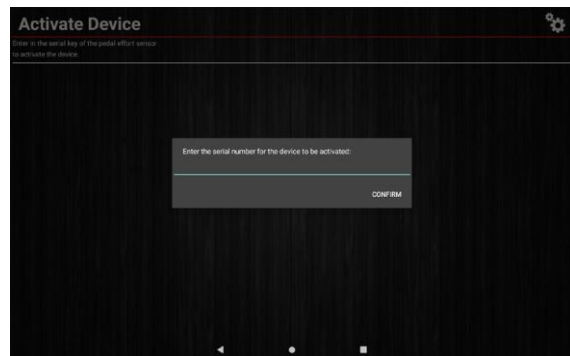 Activate Device
Enter in the serial key of the pedal effort sensor
to activate the device.
Enter the serial number for the device to be activated:
CONFIRM